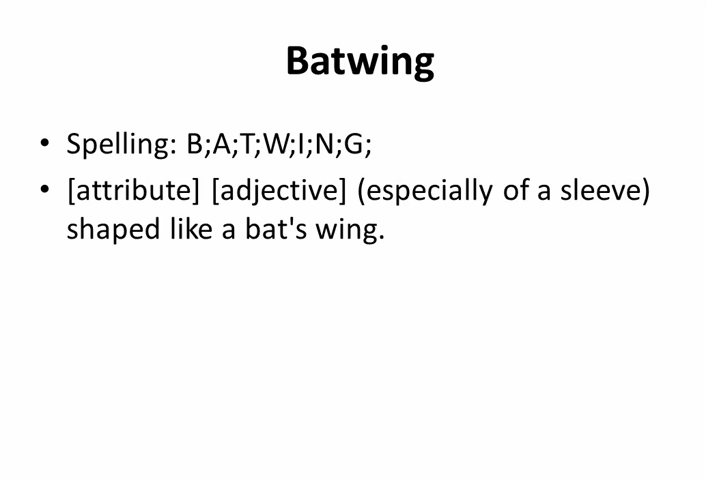 Batwing
• Spelling: B;A;T;W;I;N;G;
• [attribute] [adjective] (especially of a sleeve)
shaped like a bat's wing.